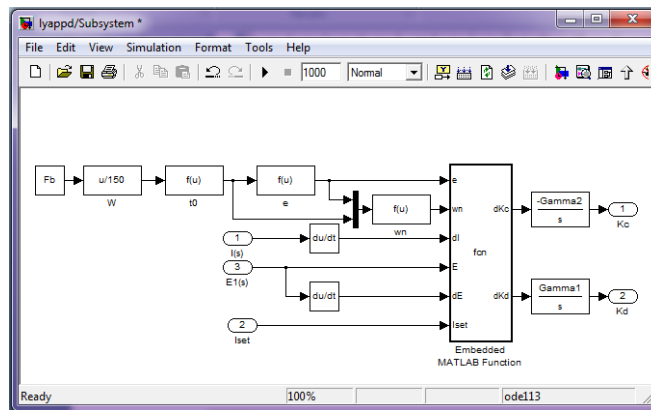 lyappd/Subsystem *
File Edit View Simulation Format Tools Help
1000 Normal
Fb
u/150
W
f(u)
t0
f(u)
e
f(u)
wn
1
I(s)
du/dt
3
E1(s)
du/dt
2
Iset
e
wn
dI
E
dE
Iset
fcn
dKc
dKd
Embedded
MATLAB Function
-Gamma2
s
1
Kc
Gamma1
s
2
Kd
Ready 100% ode113